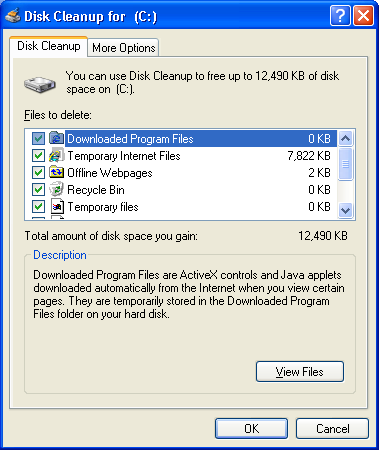 Disk Cleanup for (C:)
Disk Cleanup More Options
You can use Disk Cleanup to free up to 12,490 KB of disk
space on (C:).
Files to delete:
Downloaded Program Files 0 KB
Temporary Internet Files 7,822 KB
Offline Webpages 2 KB
Recycle Bin 0 KB
Temporary files 0 KB
Total amount of disk space you gain: 12,490 KB
Description
Downloaded Program Files are ActiveX controls and Java applets
downloaded automatically from the Internet when you view certain
pages. They are temporarily stored in the Downloaded Program
Files folder on your hard disk.
View Files
OK Cancel